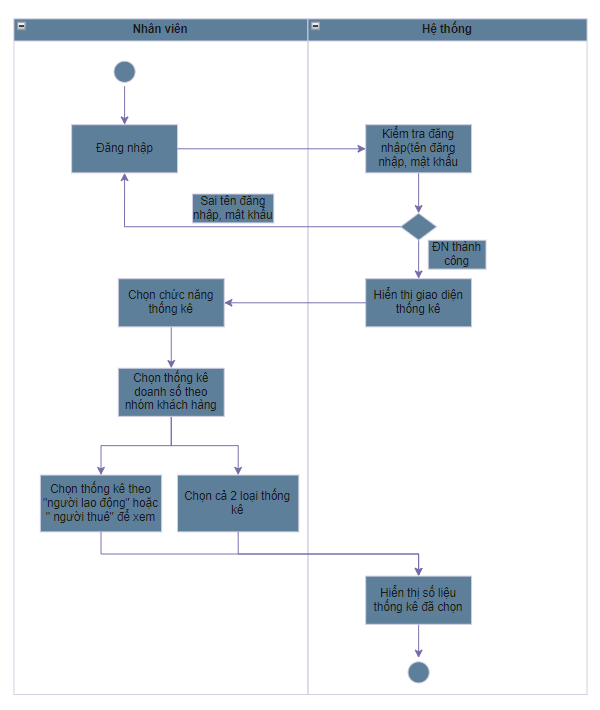 Nhân viên
Hệ thống
Đăng nhập
Kiểm tra đăng
nhập(tên đăng
nhập, mật khẩu
Sai tên đăng
nhập, mật khẩu
ĐN thành
công
Chọn chức năng
thống kê
Hiển thị giao diện
thống kê
Chọn thống kê
doanh số theo
nhóm khách hàng
Chọn thống kê theo
"người lao động" hoặc
" người thuê" để xem
Chọn cả 2 loại thống
kê
Hiển thị số liệu
thống kê đã chọn